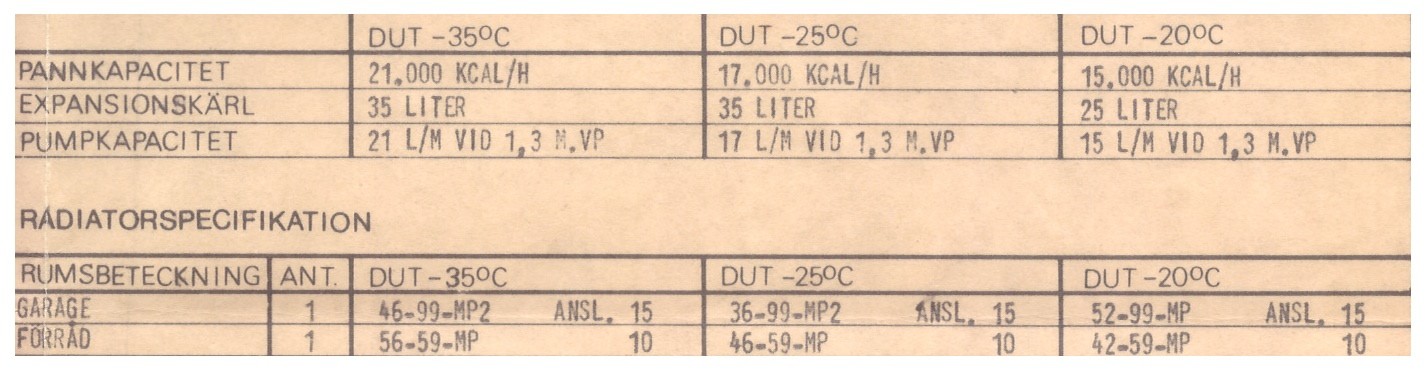 DUT -35ºC DUT -25ºC DUT -20ºC
PANNKAPACITET 21.000 KCAL/H 17.000 KCAL/H 15.000 KCAL/H
EXPANSIONSKÄRL 35 LITER 35 LITER 25 LITER
PUMPKAPACITET 21 L/M VID 1,3 M.VP 17 L/M VID 1,3 M.VP 15 L/M VID 1,3 M.VP
RADIATORSPECIFIKATION
RUMSBETECKNING ANT. DUT -35ºC DUT -25ºC DUT -20ºC
GARAGE 1 46-99-MP2 ANSL. 15 36-99-MP2 ANSL. 15 52-99-MP ANSL. 15
FÖRRÅD 1 56-59-MP 10 46-59-MP 10 42-59-MP 10